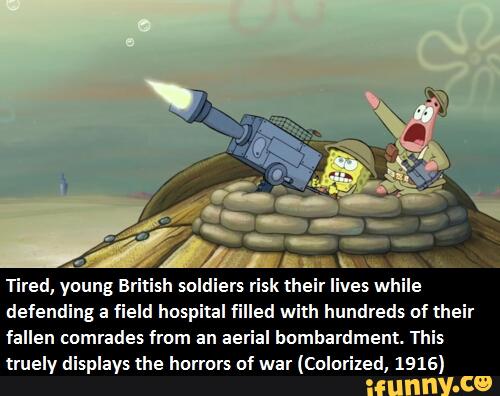 Tired, young British soldiers risk their lives while
defending a field hospital filled with hundreds of their
fallen comrades from an aerial bombardment. This
truely displays the horrors of war (Colorized, 1916)
ifunny.co